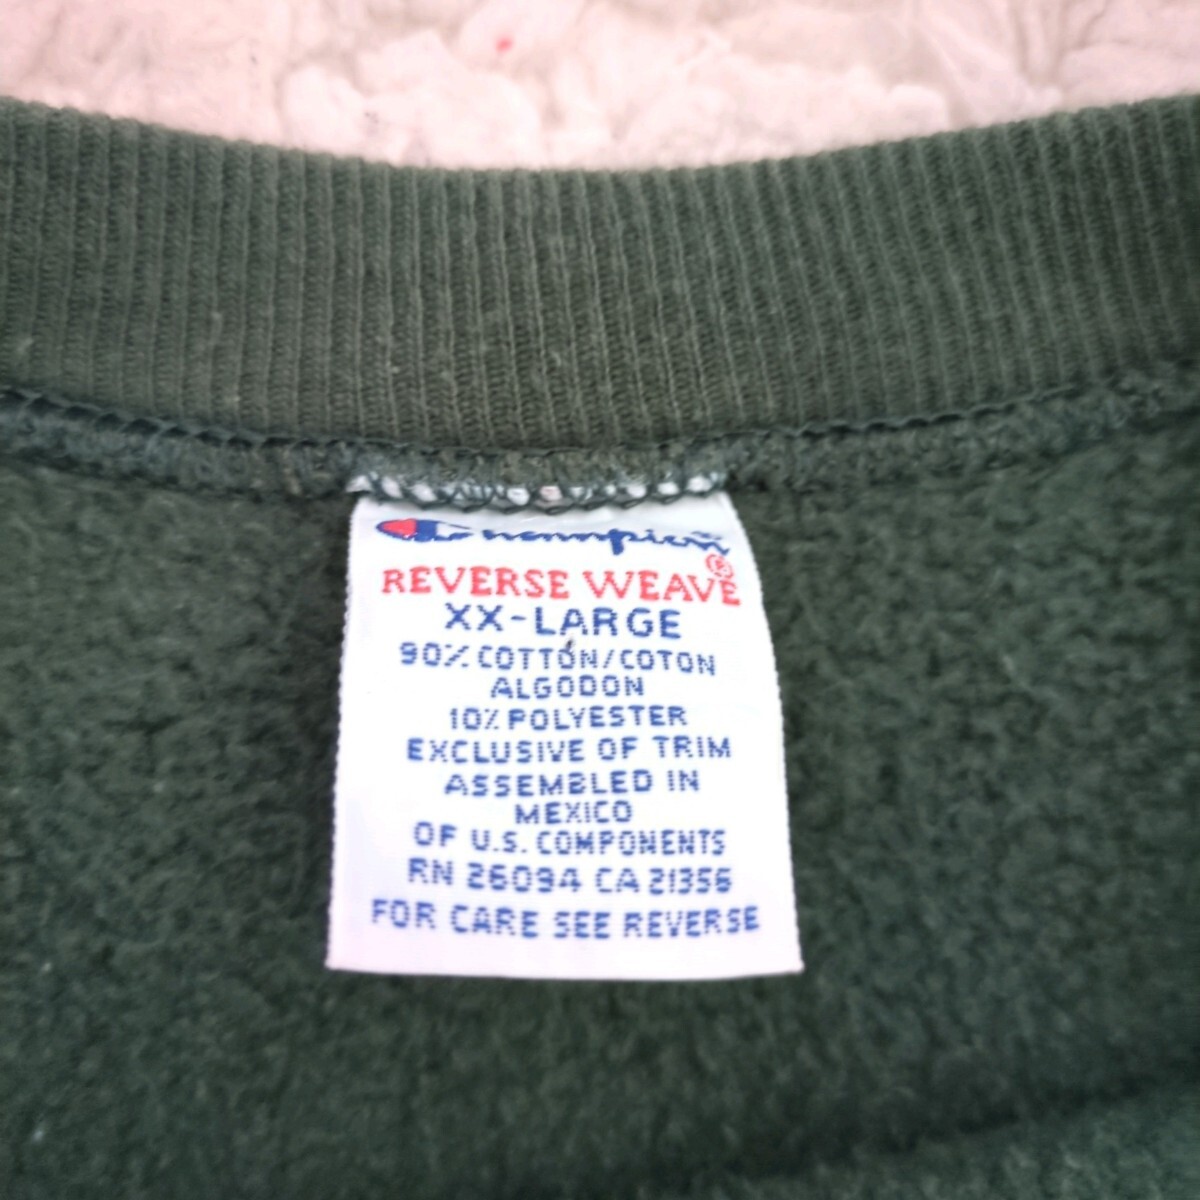 Champion
REVERSE WEAVE®
XX-LARGE
90% COTTON/COTON
ALGODON
10% POLYESTER
EXCLUSIVE OF TRIM
ASSEMBLED IN
MEXICO
OF U.S. COMPONENTS
RN 26094 CA 21356
FOR CARE SEE REVERSE